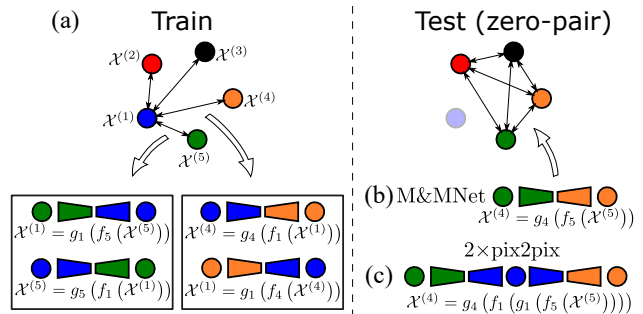 (a) Train
Test (zero-pair)
𝒳^(2)
𝒳^(3)
𝒳^(4)
𝒳^(1)
𝒳^(5)
𝒳^(1) = g_1 (f_5 (𝒳^(5)))
𝒳^(5) = g_5 (f_1 (𝒳^(1)))
𝒳^(4) = g_4 (f_1 (𝒳^(1)))
𝒳^(1) = g_1 (f_4 (𝒳^(4)))
(b) M&MNet
𝒳^(4) = g_4 (f_5 (𝒳^(5)))
2×pix2pix
(c)
𝒳^(4) = g_4 (f_1 (g_1 (f_5 (𝒳^(5)))))